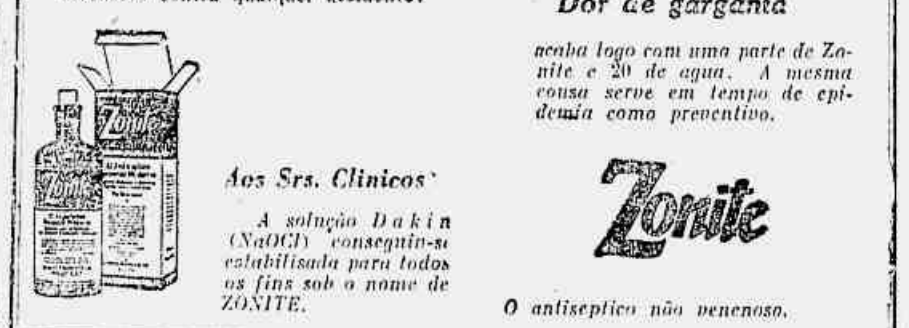 Dor de garganta
acaba logo com uma parte de Zo-
nite e 20 de agua. A mesma
cousa serve em tempo de epi-
demia como preventivo.
Zonite
Zonite
Aos Srs. Clinicos
A solução Dakin
(NaOCl) conseguiu-se
estabilisada para todos
os fins sob o nome de
ZONITE.
Zonite
O antiseptico não venenoso.